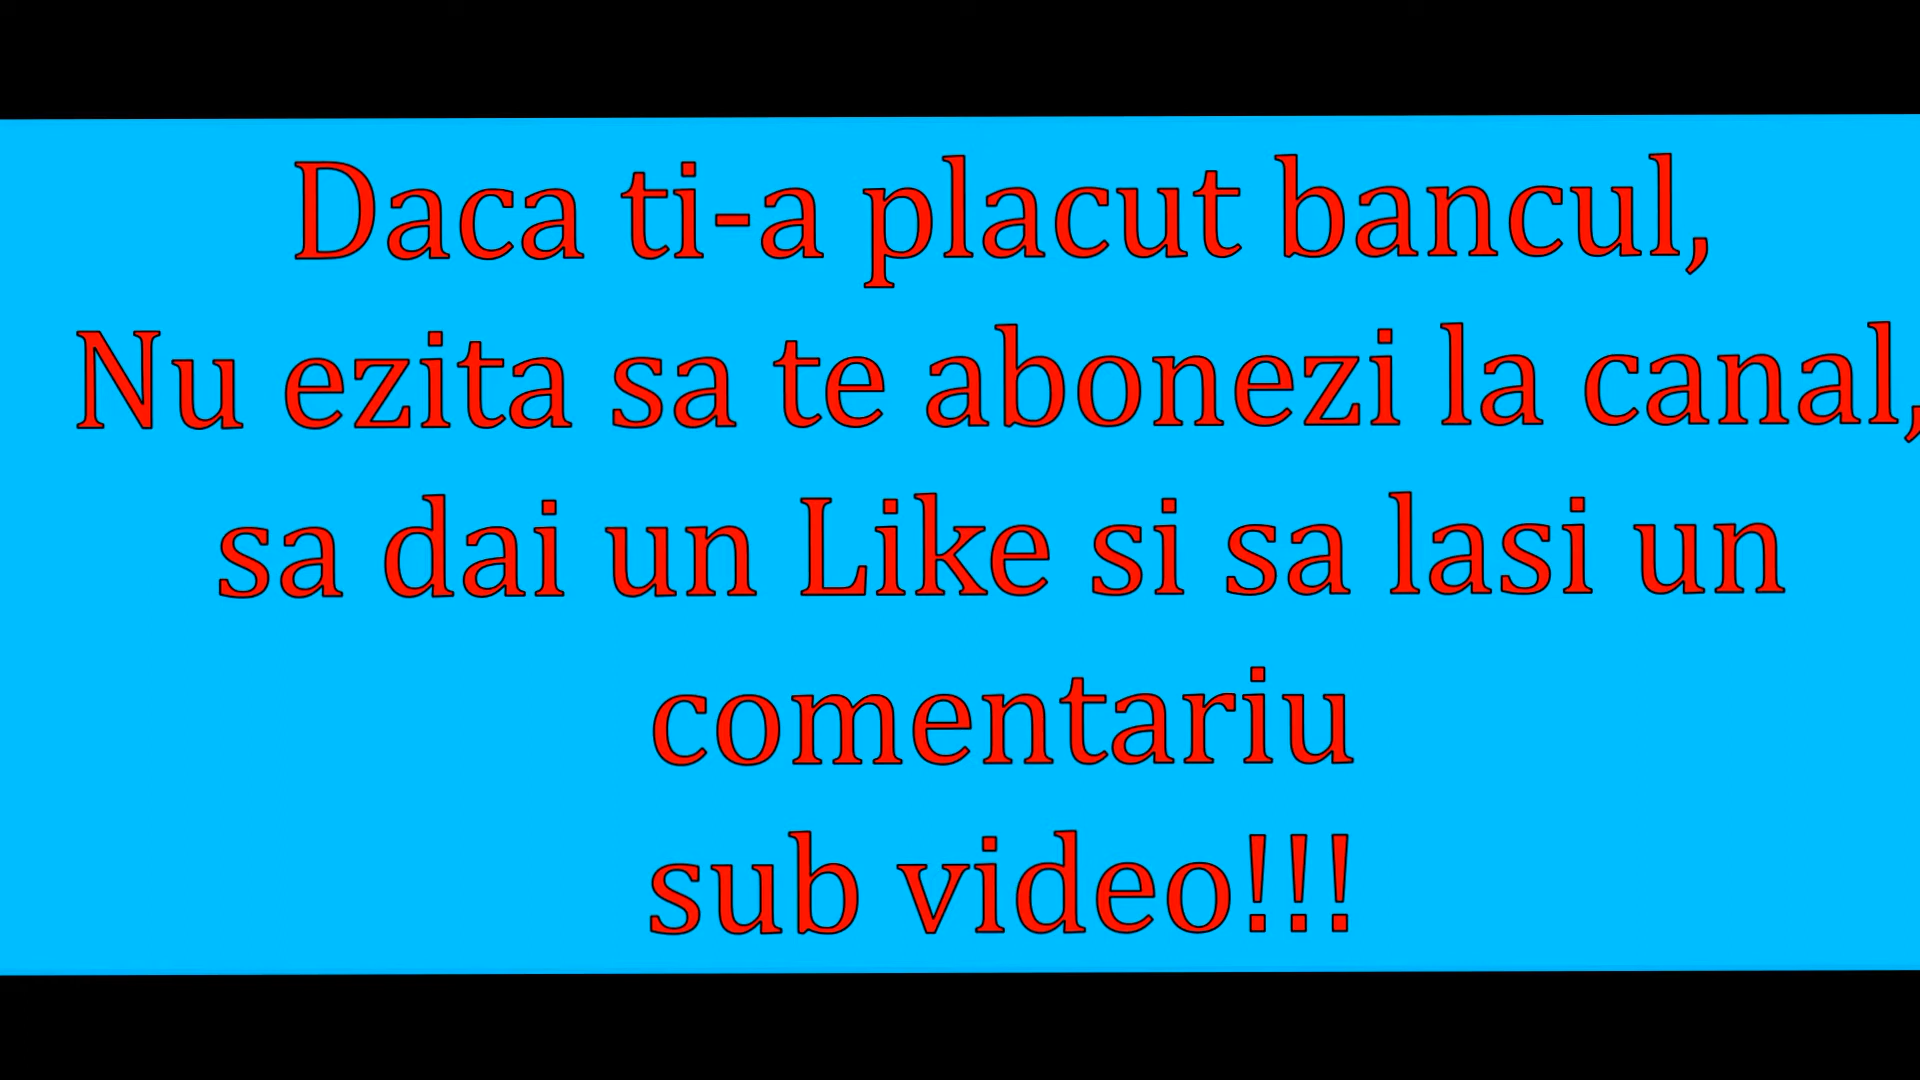 Daca ti-a placut bancul,
Nu ezita sa te abonezi la canal,
sa dai un Like si sa lasi un
comentariu
sub video!!!